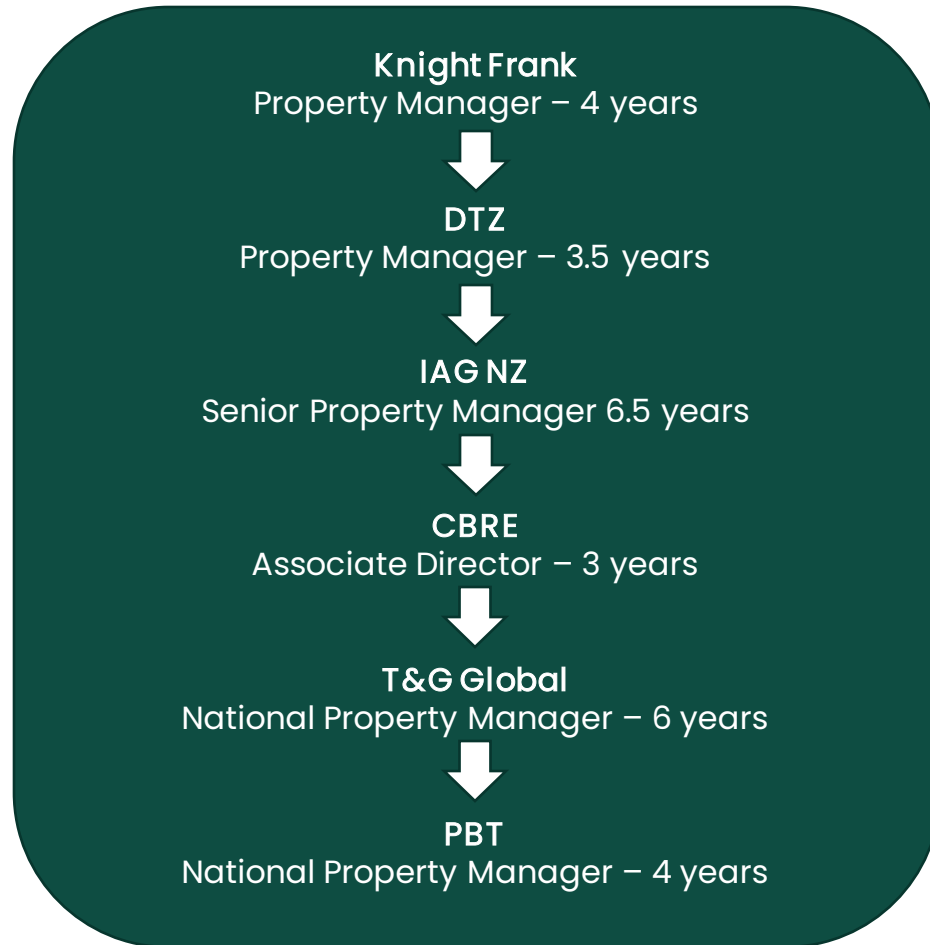 Knight Frank
Property Manager – 4 years
DTZ
Property Manager – 3.5 years
IAG NZ
Senior Property Manager 6.5 years
CBRE
Associate Director – 3 years
T&G Global
National Property Manager – 6 years
PBT
National Property Manager – 4 years